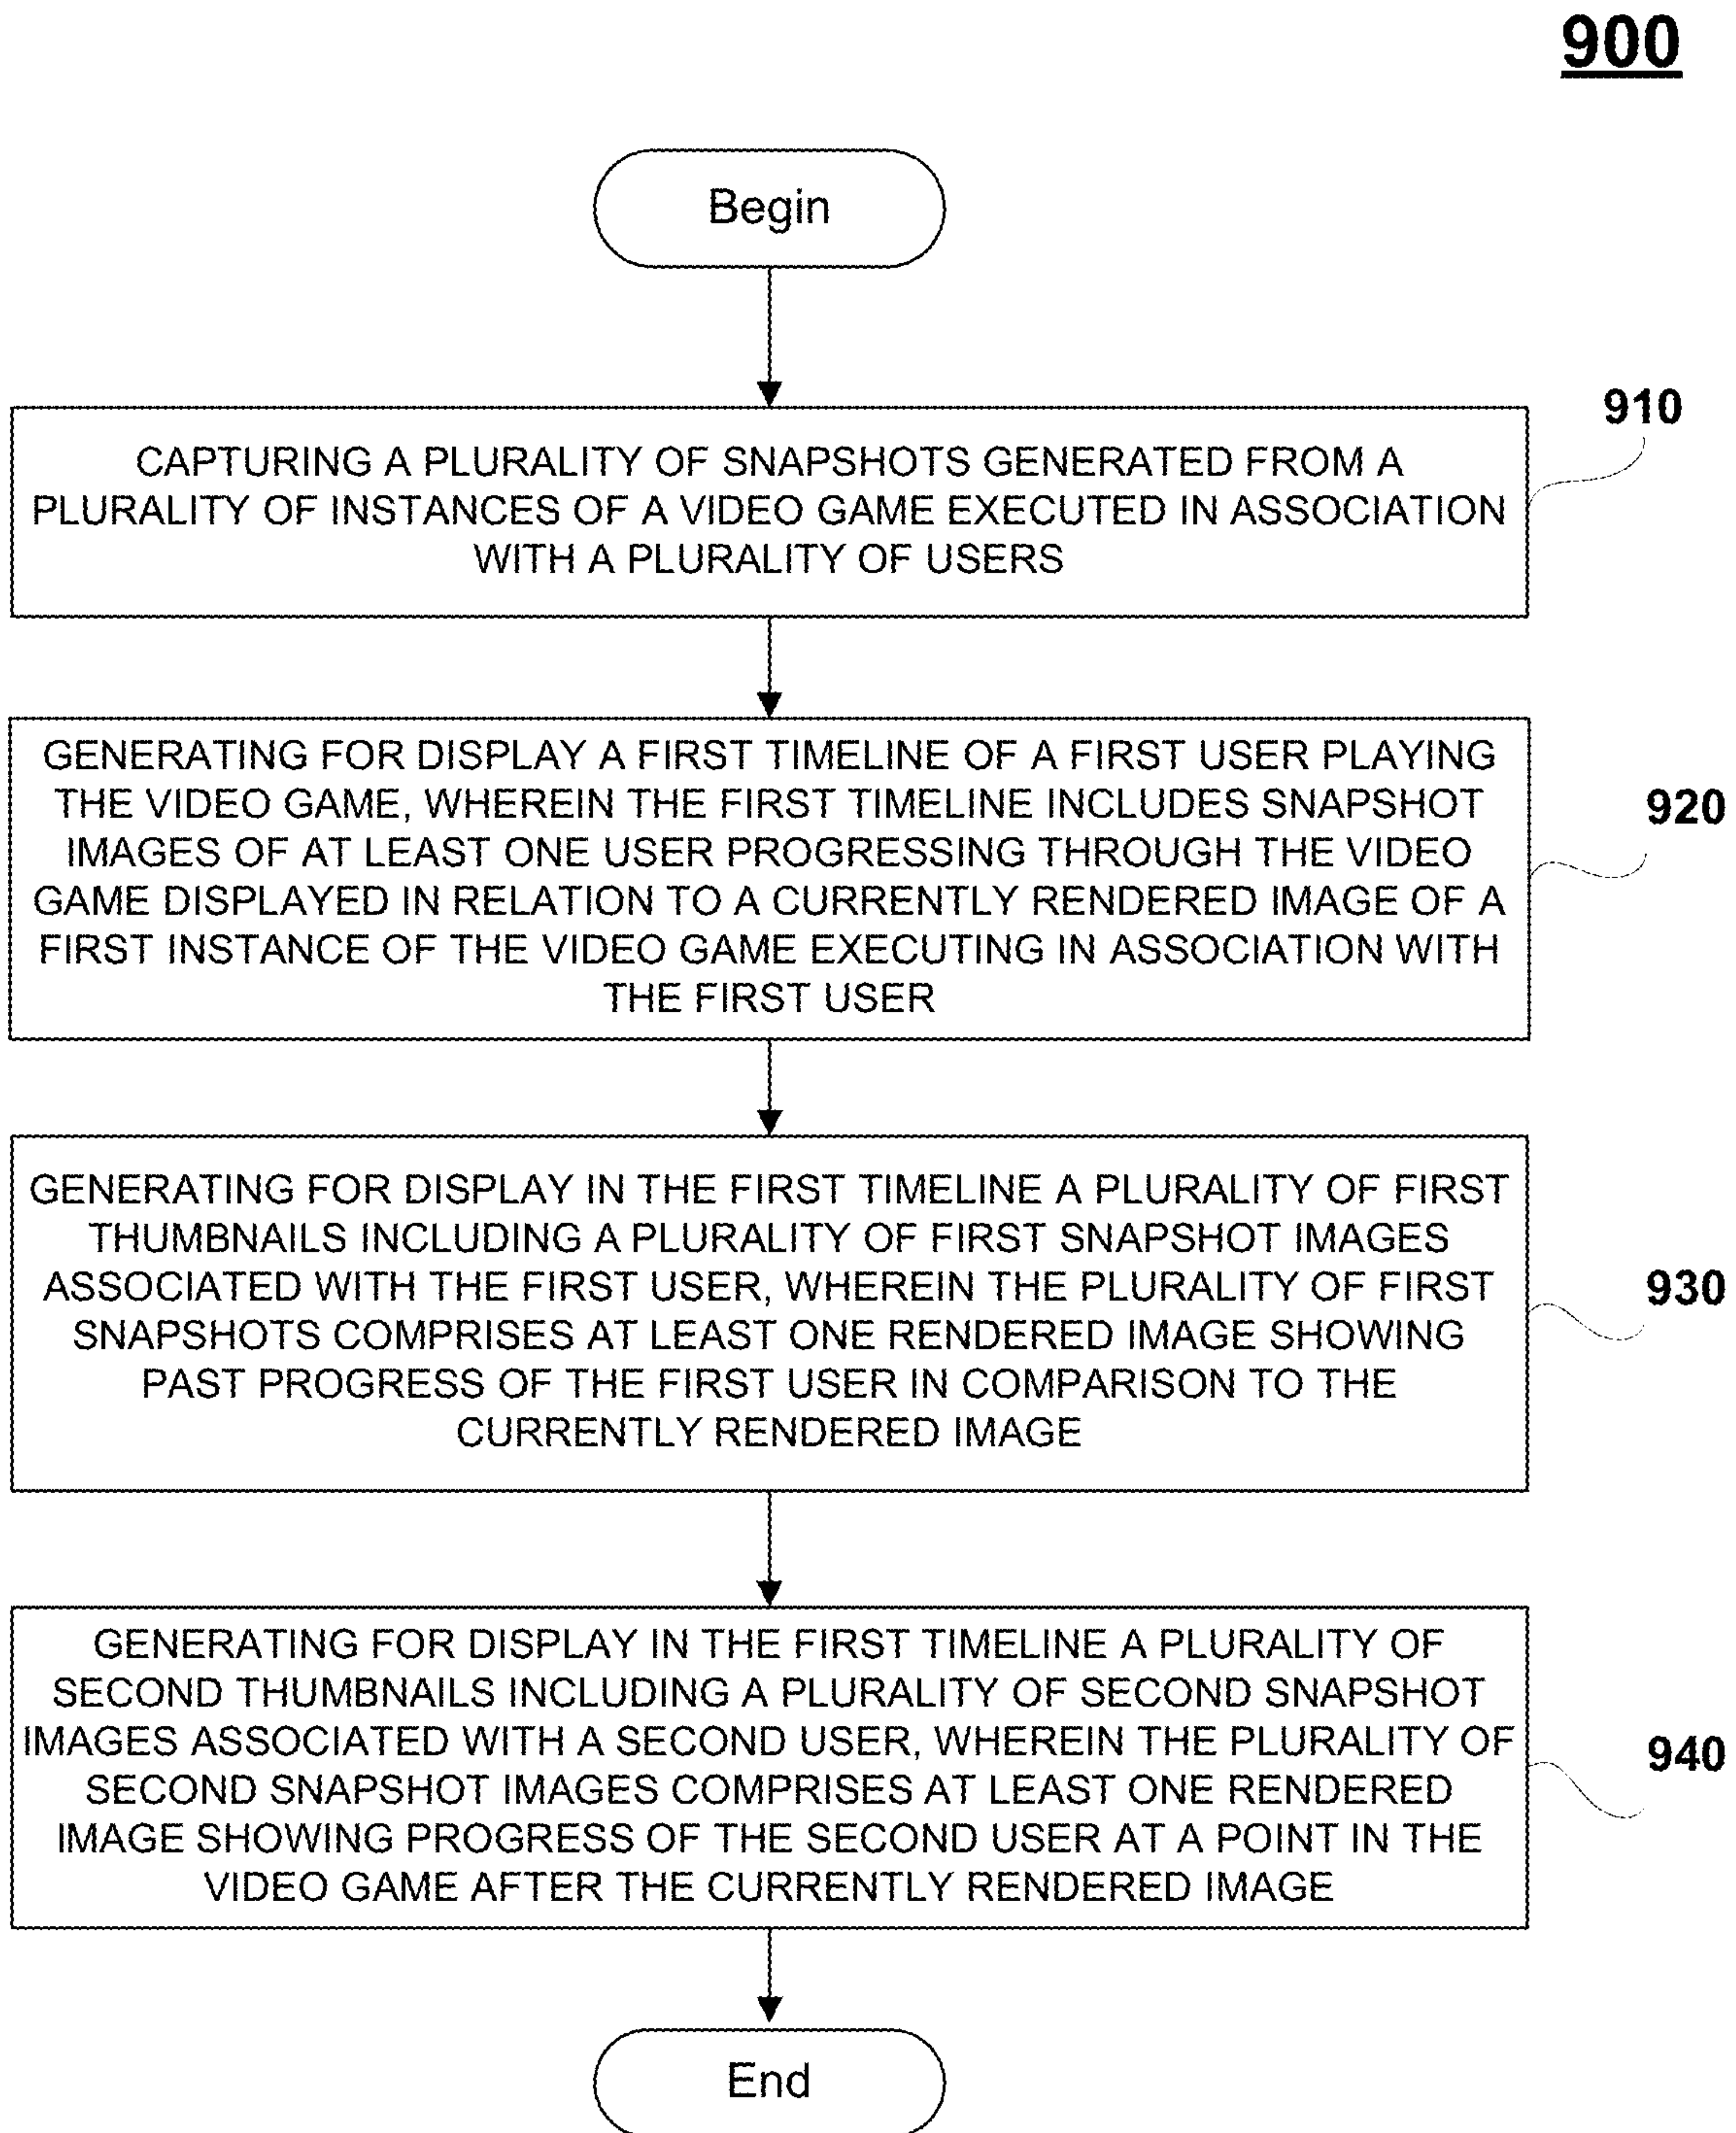 900
Begin
910
CAPTURING A PLURALITY OF SNAPSHOTS GENERATED FROM A
PLURALITY OF INSTANCES OF A VIDEO GAME EXECUTED IN ASSOCIATION
WITH A PLURALITY OF USERS
920
GENERATING FOR DISPLAY A FIRST TIMELINE OF A FIRST USER PLAYING
THE VIDEO GAME, WHEREIN THE FIRST TIMELINE INCLUDES SNAPSHOT
IMAGES OF AT LEAST ONE USER PROGRESSING THROUGH THE VIDEO
GAME DISPLAYED IN RELATION TO A CURRENTLY RENDERED IMAGE OF A
FIRST INSTANCE OF THE VIDEO GAME EXECUTING IN ASSOCIATION WITH
THE FIRST USER
930
GENERATING FOR DISPLAY IN THE FIRST TIMELINE A PLURALITY OF FIRST
THUMBNAILS INCLUDING A PLURALITY OF FIRST SNAPSHOT IMAGES
ASSOCIATED WITH THE FIRST USER, WHEREIN THE PLURALITY OF FIRST
SNAPSHOTS COMPRISES AT LEAST ONE RENDERED IMAGE SHOWING
PAST PROGRESS OF THE FIRST USER IN COMPARISON TO THE
CURRENTLY RENDERED IMAGE
940
GENERATING FOR DISPLAY IN THE FIRST TIMELINE A PLURALITY OF
SECOND THUMBNAILS INCLUDING A PLURALITY OF SECOND SNAPSHOT
IMAGES ASSOCIATED WITH A SECOND USER, WHEREIN THE PLURALITY OF
SECOND SNAPSHOT IMAGES COMPRISES AT LEAST ONE RENDERED
IMAGE SHOWING PROGRESS OF THE SECOND USER AT A POINT IN THE
VIDEO GAME AFTER THE CURRENTLY RENDERED IMAGE
End